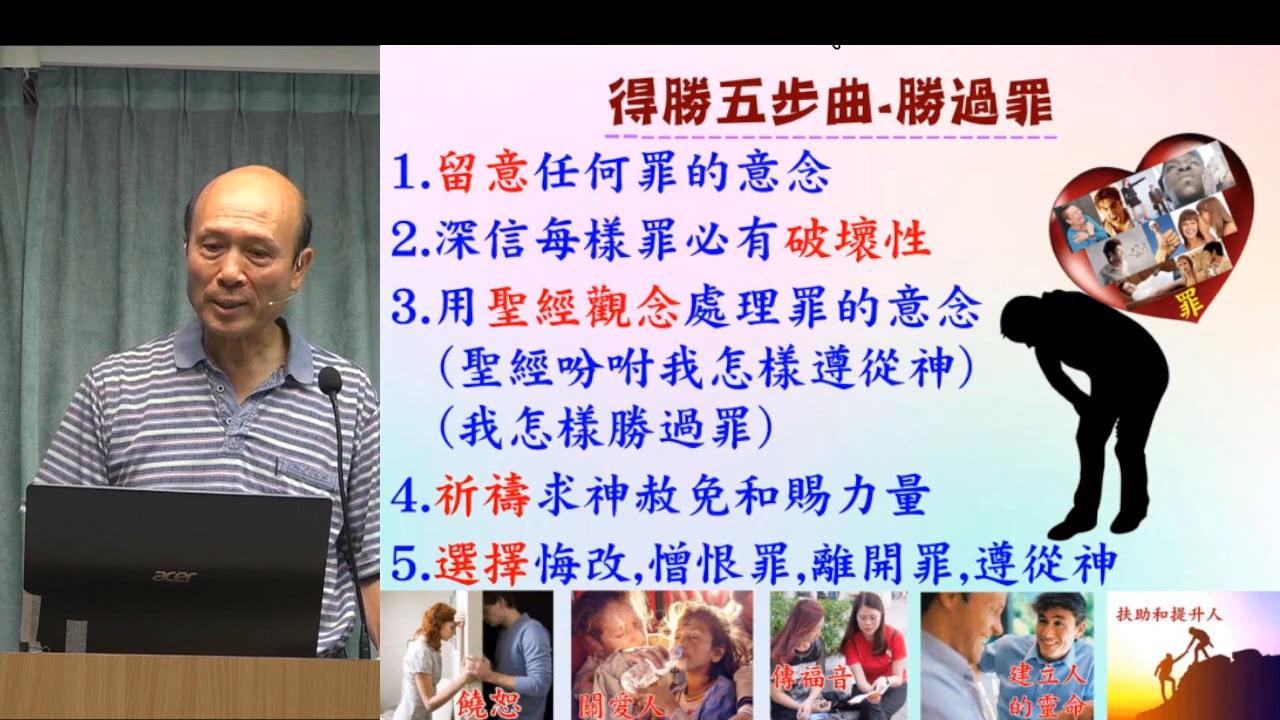 得勝五步曲-勝過罪
1.留意任何罪的意念
2.深信每樣罪必有破壞性
3.用聖經觀念處理罪的意念
(聖經吩咐我怎樣遵從神)
(我怎樣勝過罪)
4.祈禱求神赦免和賜力量
5.選擇悔改,憎恨罪,離開罪,遵從神
罪
饒恕
關愛人
傳福音
建立人
的靈命
扶助和提升人
acer